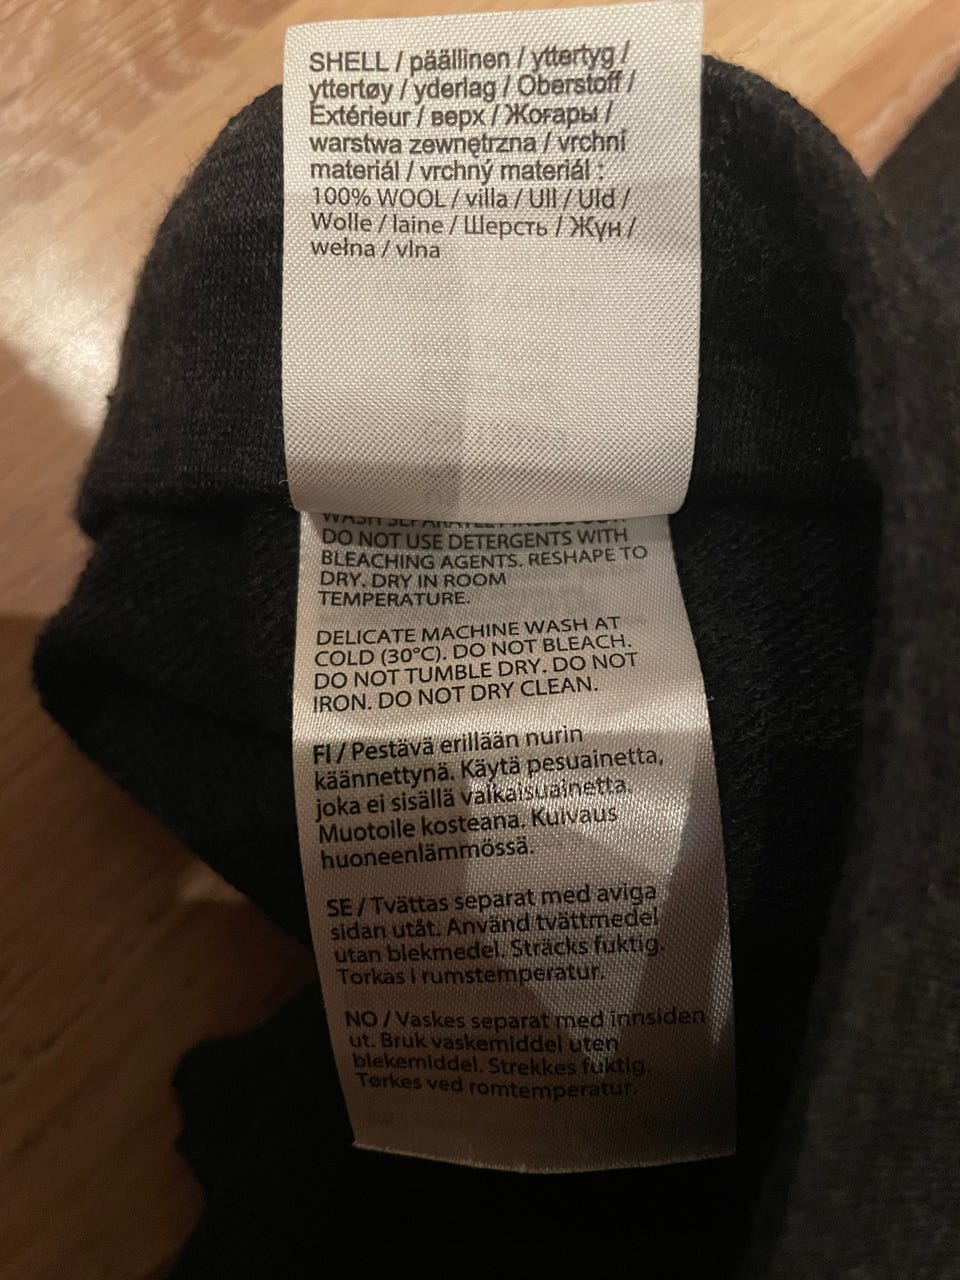 SHELL / päällinen / yttertyg /
yttertøy / yderlag / Oberstoff /
Extérieur / верх / Жоғары /
warstwa zewnętrzna / vrchní
materiál / vrchný materiál :
100% WOOL / villa / Ull / Uld /
Wolle / laine / Шерсть / Жүн /
wełna / vlna
WASH SEPARATELY INSIDE OUT.
DO NOT USE DETERGENTS WITH
BLEACHING AGENTS. RESHAPE TO
DRY. DRY IN ROOM
TEMPERATURE.
DELICATE MACHINE WASH AT
COLD (30°C). DO NOT BLEACH.
DO NOT TUMBLE DRY. DO NOT
IRON. DO NOT DRY CLEAN.
FI / Pestävä erillään nurin
käännettynä. Käytä pesuainetta,
joka ei sisällä valkaisuainetta.
Muotoile kosteana. Kuivaus
huoneenlämmössä.
SE / Tvättas separat med aviga
sidan utåt. Använd tvättmedel
utan blekmedel. Sträcks fuktig.
Torkas i rumstemperatur.
NO / Vaskes separat med innsiden
ut. Bruk vaskemiddel uten
blekemiddel. Strekkes fuktig.
Tørkes ved romtemperatur.